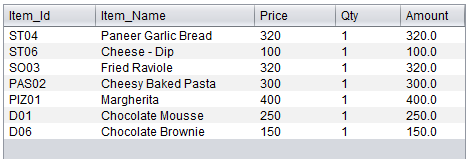 Item_Id Item_Name Price Qty Amount
ST04 Paneer Garlic Bread 320 1 320.0
ST06 Cheese - Dip 100 1 100.0
SO03 Fried Raviole 320 1 320.0
PAS02 Cheesy Baked Pasta 300 1 300.0
PIZ01 Margherita 400 1 400.0
D01 Chocolate Mousse 250 1 250.0
D06 Chocolate Brownie 150 1 150.0